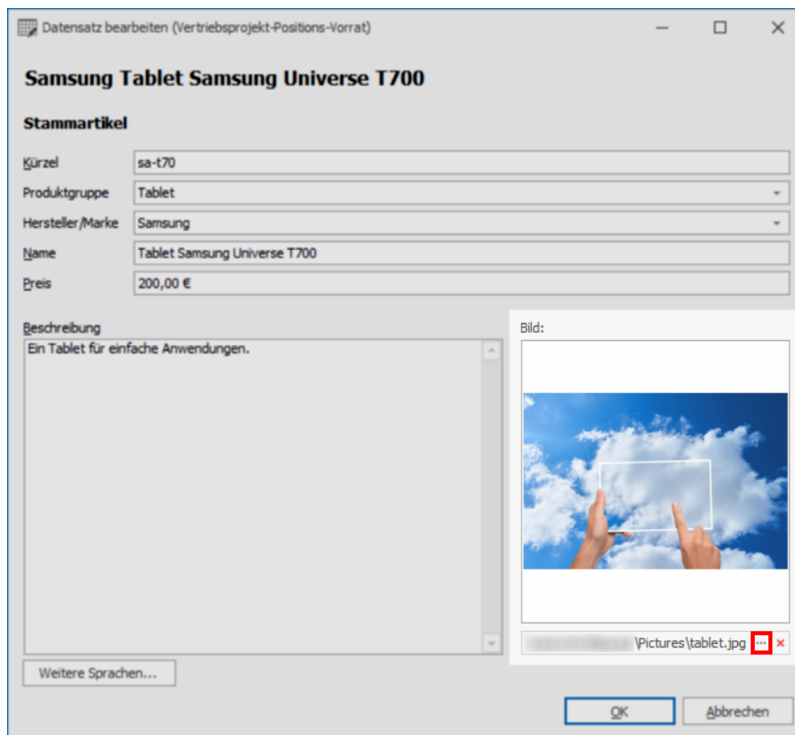 Datensatz bearbeiten (Vertriebsprojekt-Positions-Vorrat)
Samsung Tablet Samsung Universe T700
Stammartikel
Kürzel sa-t70
Produktgruppe Tablet
Hersteller/Marke Samsung
Name Tablet Samsung Universe T700
Preis 200,00 €
Beschreibung
Ein Tablet für einfache Anwendungen.
Bild:
\Pictures\tablet.jpg ...
Weitere Sprachen...
OK Abbrechen